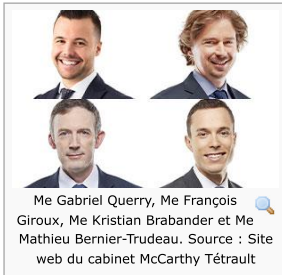 Me Gabriel Querry, Me François
Giroux, Me Kristian Brabander et Me
Mathieu Bernier-Trudeau. Source : Site
web du cabinet McCarthy Tétrault